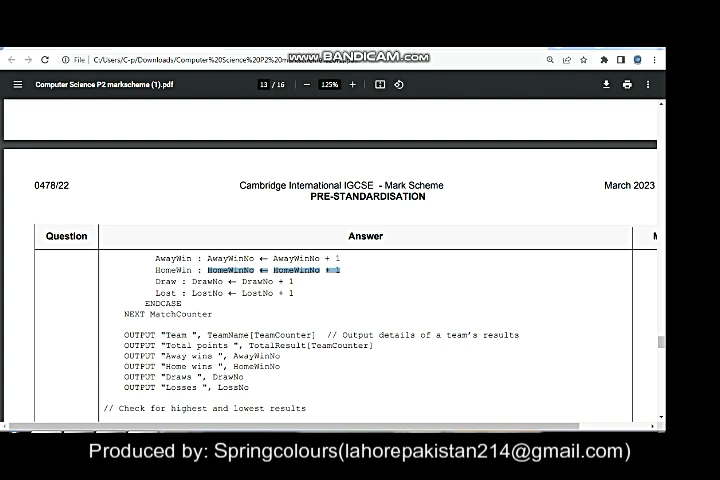 www.BANDICAM.com
File | C:/Users/C-p/Downloads/Computer%20Science%20P2%20markscheme
Computer Science P2 markscheme (1).pdf
13 / 16
125%
0478/22
Cambridge International IGCSE - Mark Scheme
March 2023
PRE-STANDARDISATION
Question
Answer
M
AwayWin : AwayWinNo ← AwayWinNo + 1
HomeWin : HomeWinNo ← HomeWinNo + 1
Draw : DrawNo ← DrawNo + 1
Lost : LostNo ← LostNo + 1
ENDCASE
NEXT MatchCounter
OUTPUT "Team ", TeamName[TeamCounter] // Output details of a team's results
OUTPUT "Total points ", TotalResult[TeamCounter]
OUTPUT "Away wins ", AwayWinNo
OUTPUT "Home wins ", HomeWinNo
OUTPUT "Draws ", DrawNo
OUTPUT "Losses ", LossNo
// Check for highest and lowest results
Produced by: Springcolours(lahorepakistan214@gmail.com)